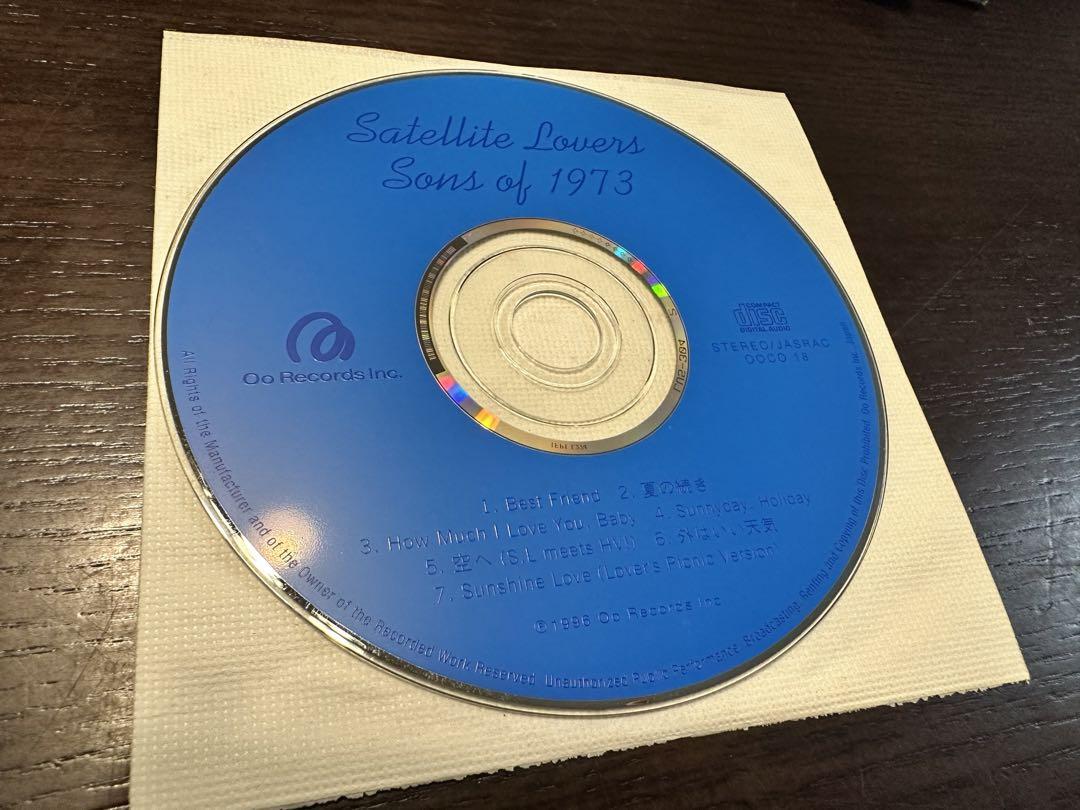 Satellite Lovers
Sons of 1973
Oo Records Inc.
COMPACT
disc
DIGITAL AUDIO
STEREO/JASRAC
OOCO 18
1. Best Friend 2. 夏の続き
3. How Much I Love You, Baby 4. Sunnyday, Holiday
5. 空へ (S.L meets HVI) 6. 外はいい天気
7. Sunshine Love (Lover's Picnic Version)
℗1996 Oo Records Inc.
All Rights of the Manufacturer and of the Owner of the Recorded Work Reserved. Unauthorized Public Performance, Broadcasting, Renting and Copying of this Disc Prohibited. Oo Records Inc. Japan